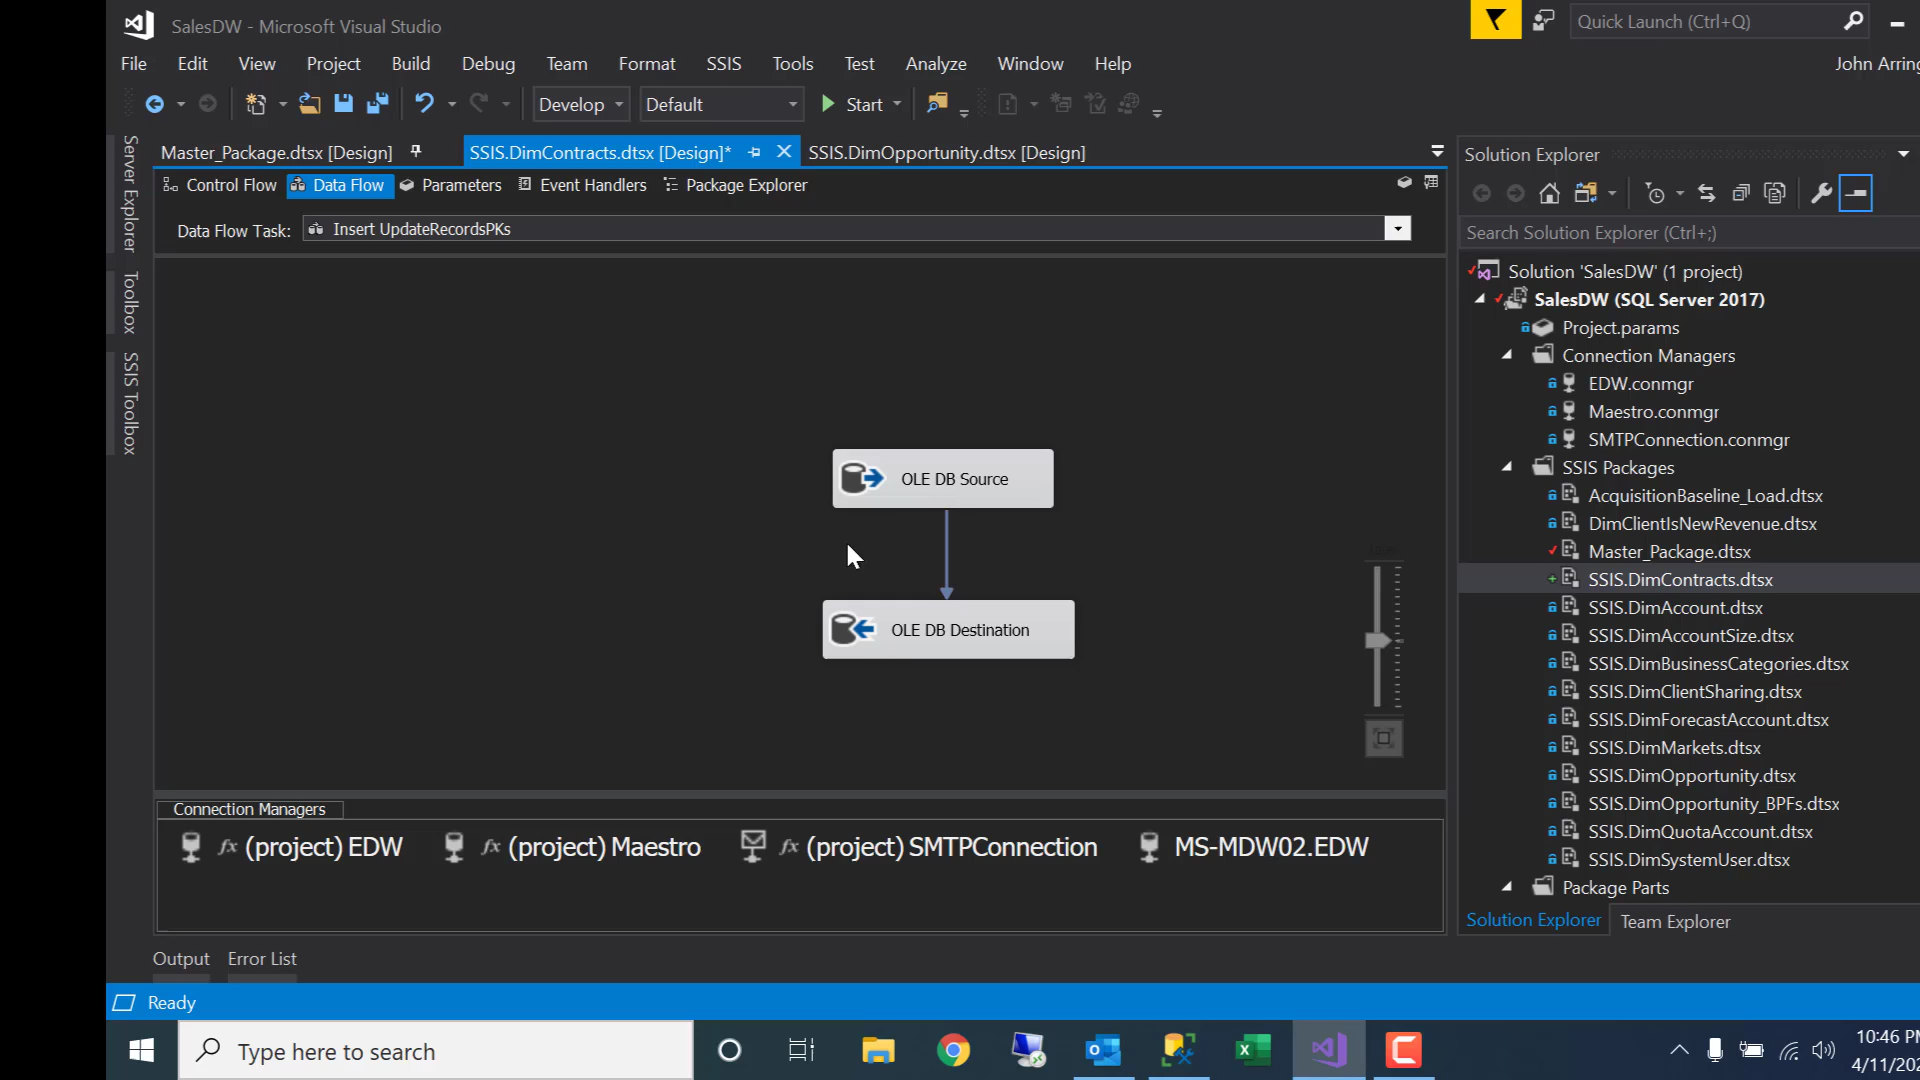 SalesDW - Microsoft Visual Studio
Quick Launch (Ctrl+Q)
File Edit View Project Build Debug Team Format SSIS Tools Test Analyze Window Help
John Arring
Develop Default Start
Server Explorer
Toolbox
SSIS Toolbox
Master_Package.dtsx [Design] SSIS.DimContracts.dtsx [Design]* SSIS.DimOpportunity.dtsx [Design]
Control Flow Data Flow Parameters Event Handlers Package Explorer
Data Flow Task: Insert UpdateRecordsPKs
OLE DB Source
OLE DB Destination
Connection Managers
fx (project) EDW fx (project) Maestro fx (project) SMTPConnection MS-MDW02.EDW
Output Error List
Solution Explorer
Search Solution Explorer (Ctrl+;)
Solution 'SalesDW' (1 project)
SalesDW (SQL Server 2017)
Project.params
Connection Managers
EDW.conmgr
Maestro.conmgr
SMTPConnection.conmgr
SSIS Packages
AcquisitionBaseline_Load.dtsx
DimClientIsNewRevenue.dtsx
Master_Package.dtsx
SSIS.DimContracts.dtsx
SSIS.DimAccount.dtsx
SSIS.DimAccountSize.dtsx
SSIS.DimBusinessCategories.dtsx
SSIS.DimClientSharing.dtsx
SSIS.DimForecastAccount.dtsx
SSIS.DimMarkets.dtsx
SSIS.DimOpportunity.dtsx
SSIS.DimOpportunity_BPFs.dtsx
SSIS.DimQuotaAccount.dtsx
SSIS.DimSystemUser.dtsx
Package Parts
Solution Explorer Team Explorer
Ready
Type here to search
10:46 PM
4/11/202